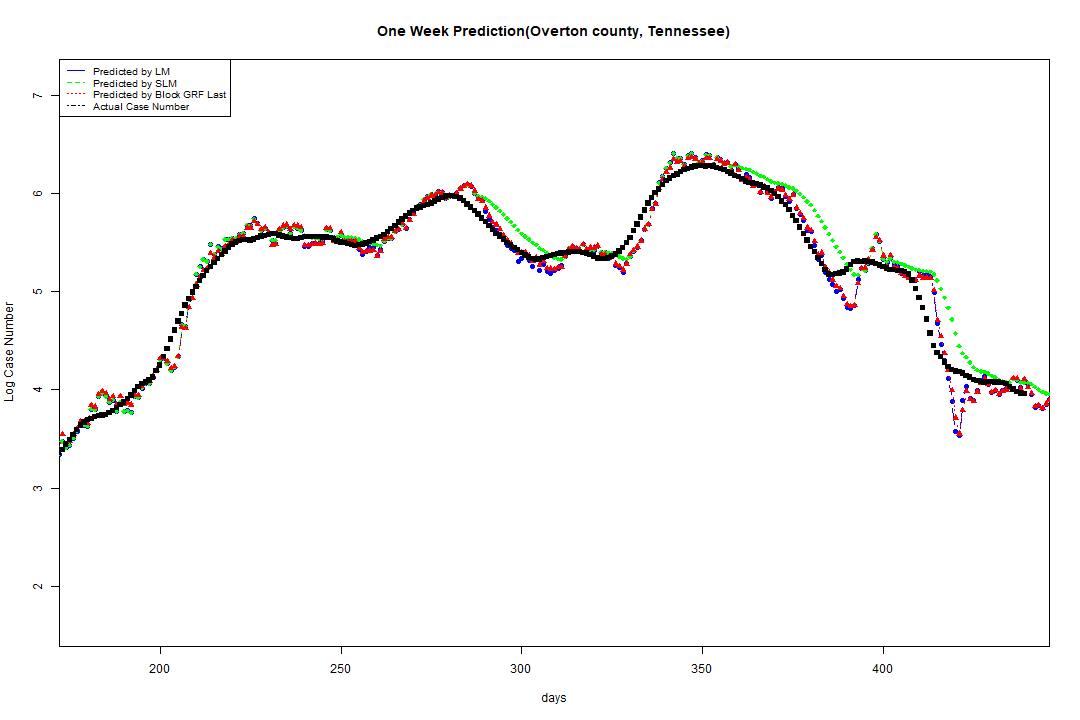 One Week Prediction(Overton county, Tennessee)
Predicted by LM
Predicted by SLM
Predicted by Block GRF Last
Actual Case Number
7
6
5
4
3
2
Log Case Number
200 250 300 350 400
days